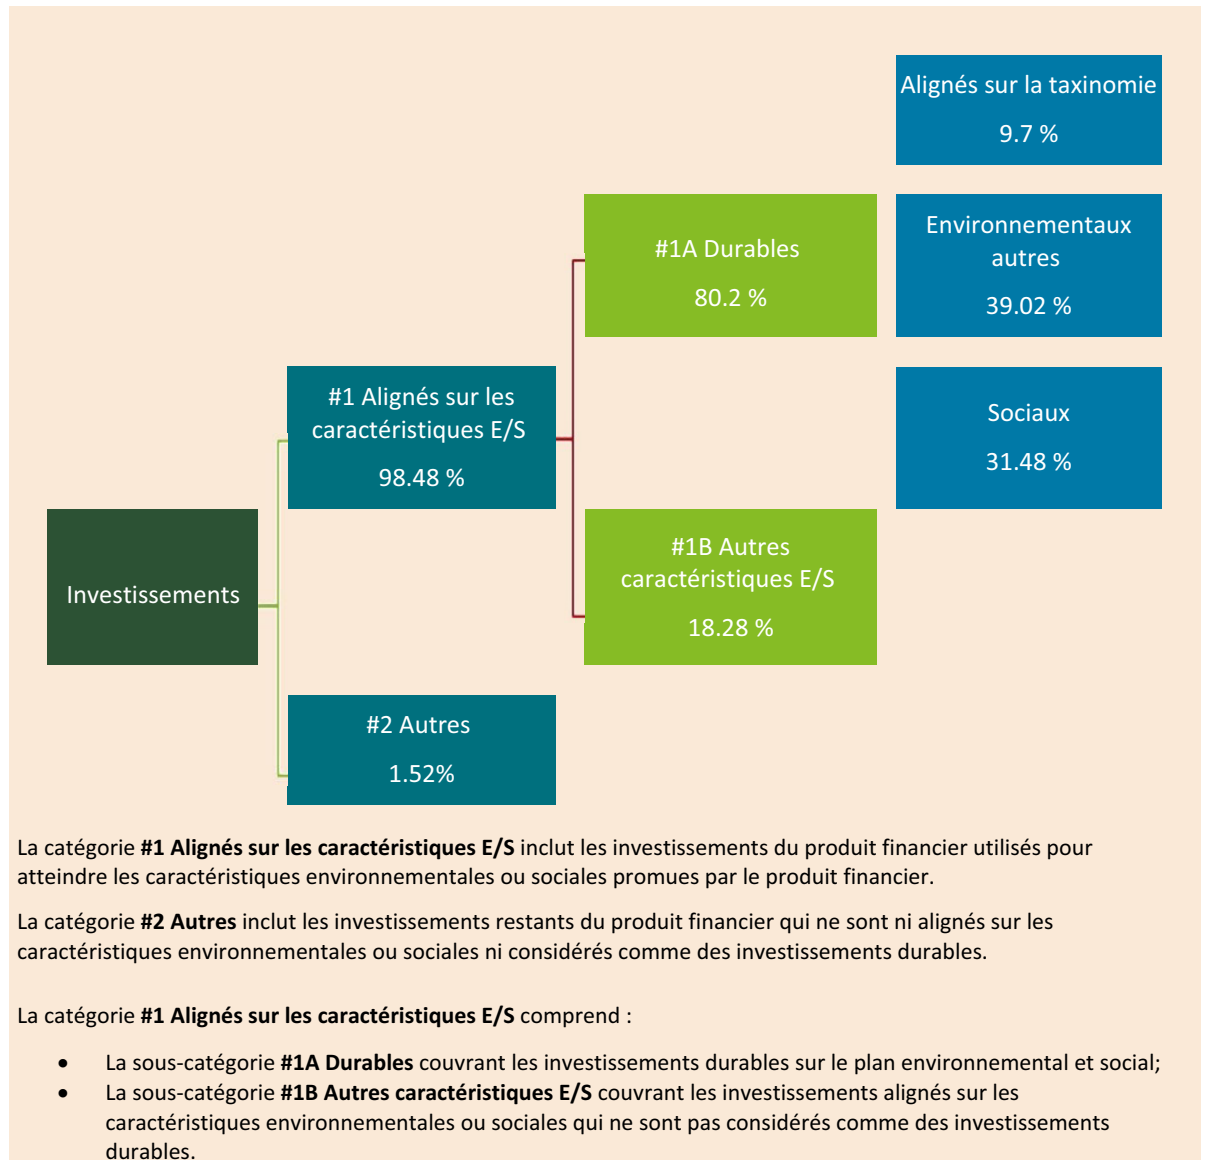 Alignés sur la taxinomie
9.7 %
Environnementaux
autres
39.02 %
#1A Durables
80.2 %
Sociaux
31.48 %
#1 Alignés sur les
caractéristiques E/S
98.48 %
#1B Autres
caractéristiques E/S
18.28 %
Investissements
#2 Autres
1.52%
La catégorie #1 Alignés sur les caractéristiques E/S inclut les investissements du produit financier utilisés pour
atteindre les caractéristiques environnementales ou sociales promues par le produit financier.
La catégorie #2 Autres inclut les investissements restants du produit financier qui ne sont ni alignés sur les
caractéristiques environnementales ou sociales ni considérés comme des investissements durables.
La catégorie #1 Alignés sur les caractéristiques E/S comprend :
• La sous-catégorie #1A Durables couvrant les investissements durables sur le plan environnemental et social;
• La sous-catégorie #1B Autres caractéristiques E/S couvrant les investissements alignés sur les
caractéristiques environnementales ou sociales qui ne sont pas considérés comme des investissements
durables.